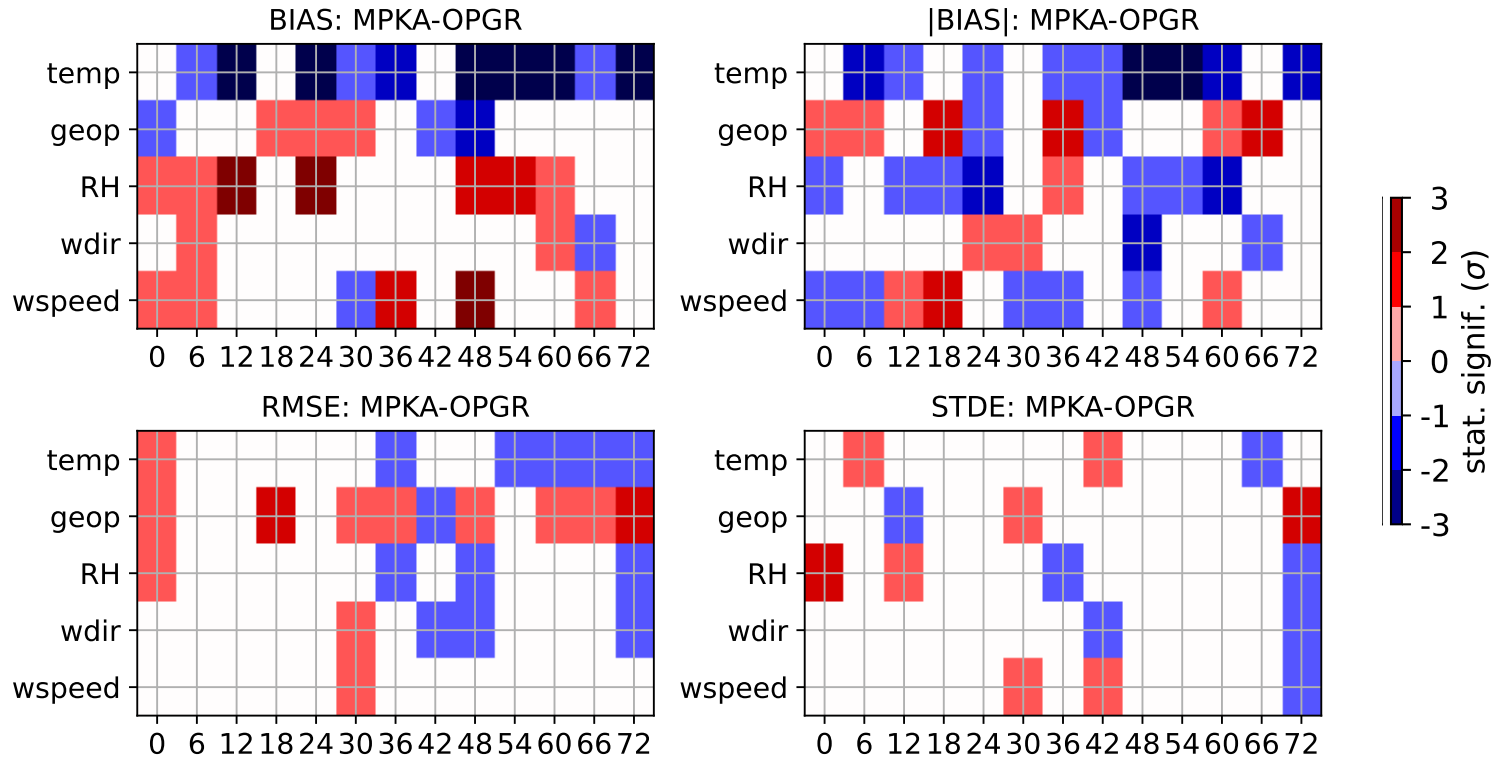 BIAS: MPKA-OPGR
temp
geop
RH
wdir
wspeed
0 6 12 18 24 30 36 42 48 54 60 66 72
|BIAS|: MPKA-OPGR
temp
geop
RH
wdir
wspeed
0 6 12 18 24 30 36 42 48 54 60 66 72
RMSE: MPKA-OPGR
temp
geop
RH
wdir
wspeed
0 6 12 18 24 30 36 42 48 54 60 66 72
STDE: MPKA-OPGR
temp
geop
RH
wdir
wspeed
0 6 12 18 24 30 36 42 48 54 60 66 72
3
2
1
0
-1
-2
-3
stat. signif. (σ)